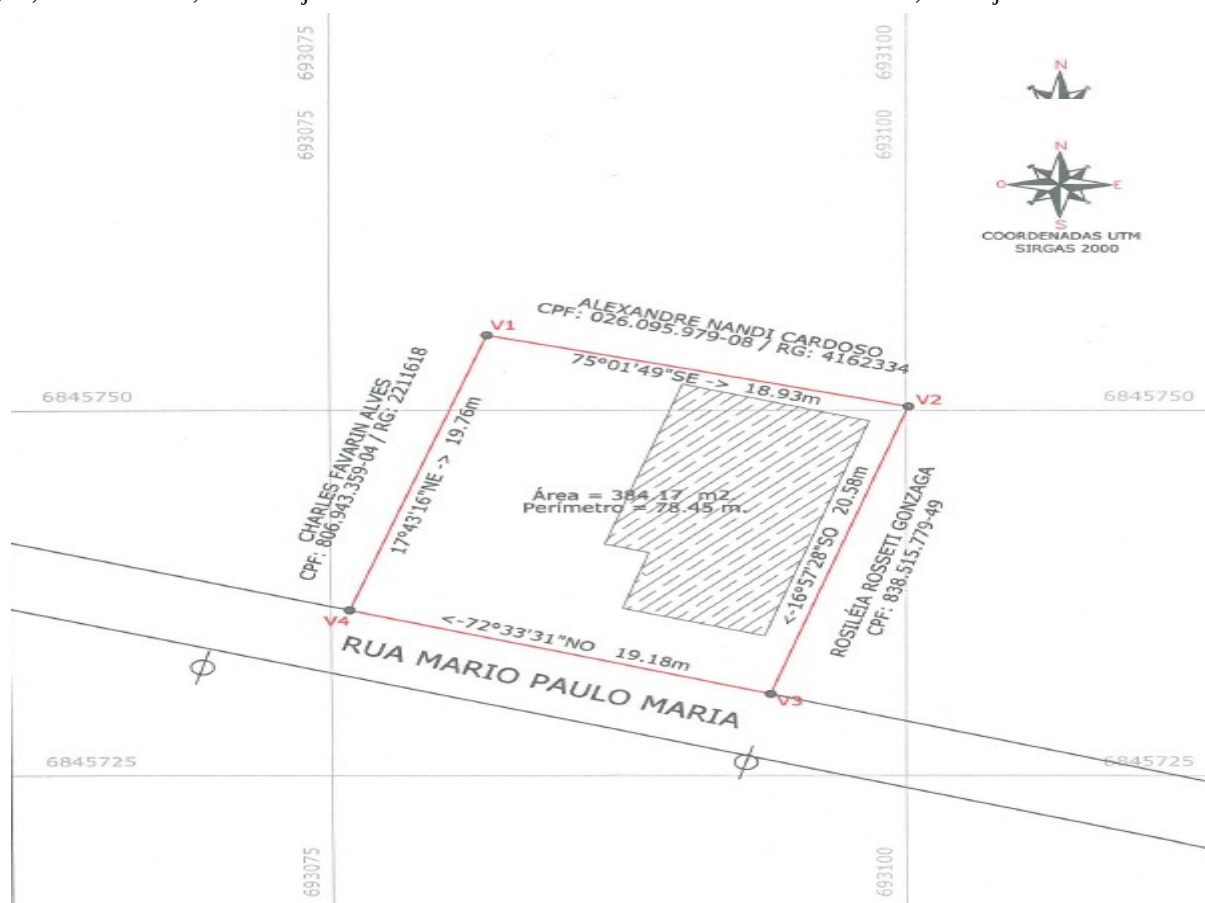 693075
693100
N
693075
693100
N
O
E
S
COORDENADAS UTM
SIRGAS 2000
ALEXANDRE NANDI CARDOSO
CPF: 026.095.979-08 / RG: 4162334
V1
75°01'49"SE -> 18.93m
V2
6845750
6845750
CHARLES FAVARIN ALVES
CPF: 806.943.359-04 / RG: 2211618
17°43'16"NE -> 19.76m
Área = 384.17 m2.
Perímetro = 78.45 m.
<-16°57'28"SO 20.58m
ROSILÉIA ROSSETI GONZAGA
CPF: 838.515.779-49
V4
<-72°33'31"NO 19.18m
RUA MARIO PAULO MARIA
V3
6845725
6845725
693075
693100